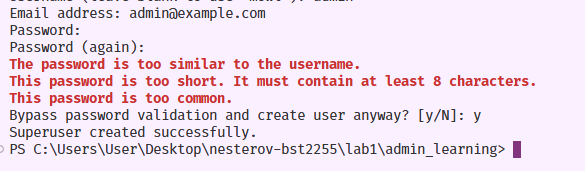 Email address: admin@example.com
Password:
Password (again):
The password is too similar to the username.
This password is too short. It must contain at least 8 characters.
This password is too common.
Bypass password validation and create user anyway? [y/N]: y
Superuser created successfully.
PS C:\Users\User\Desktop\nesterov-bst2255\lab1\admin_learning>